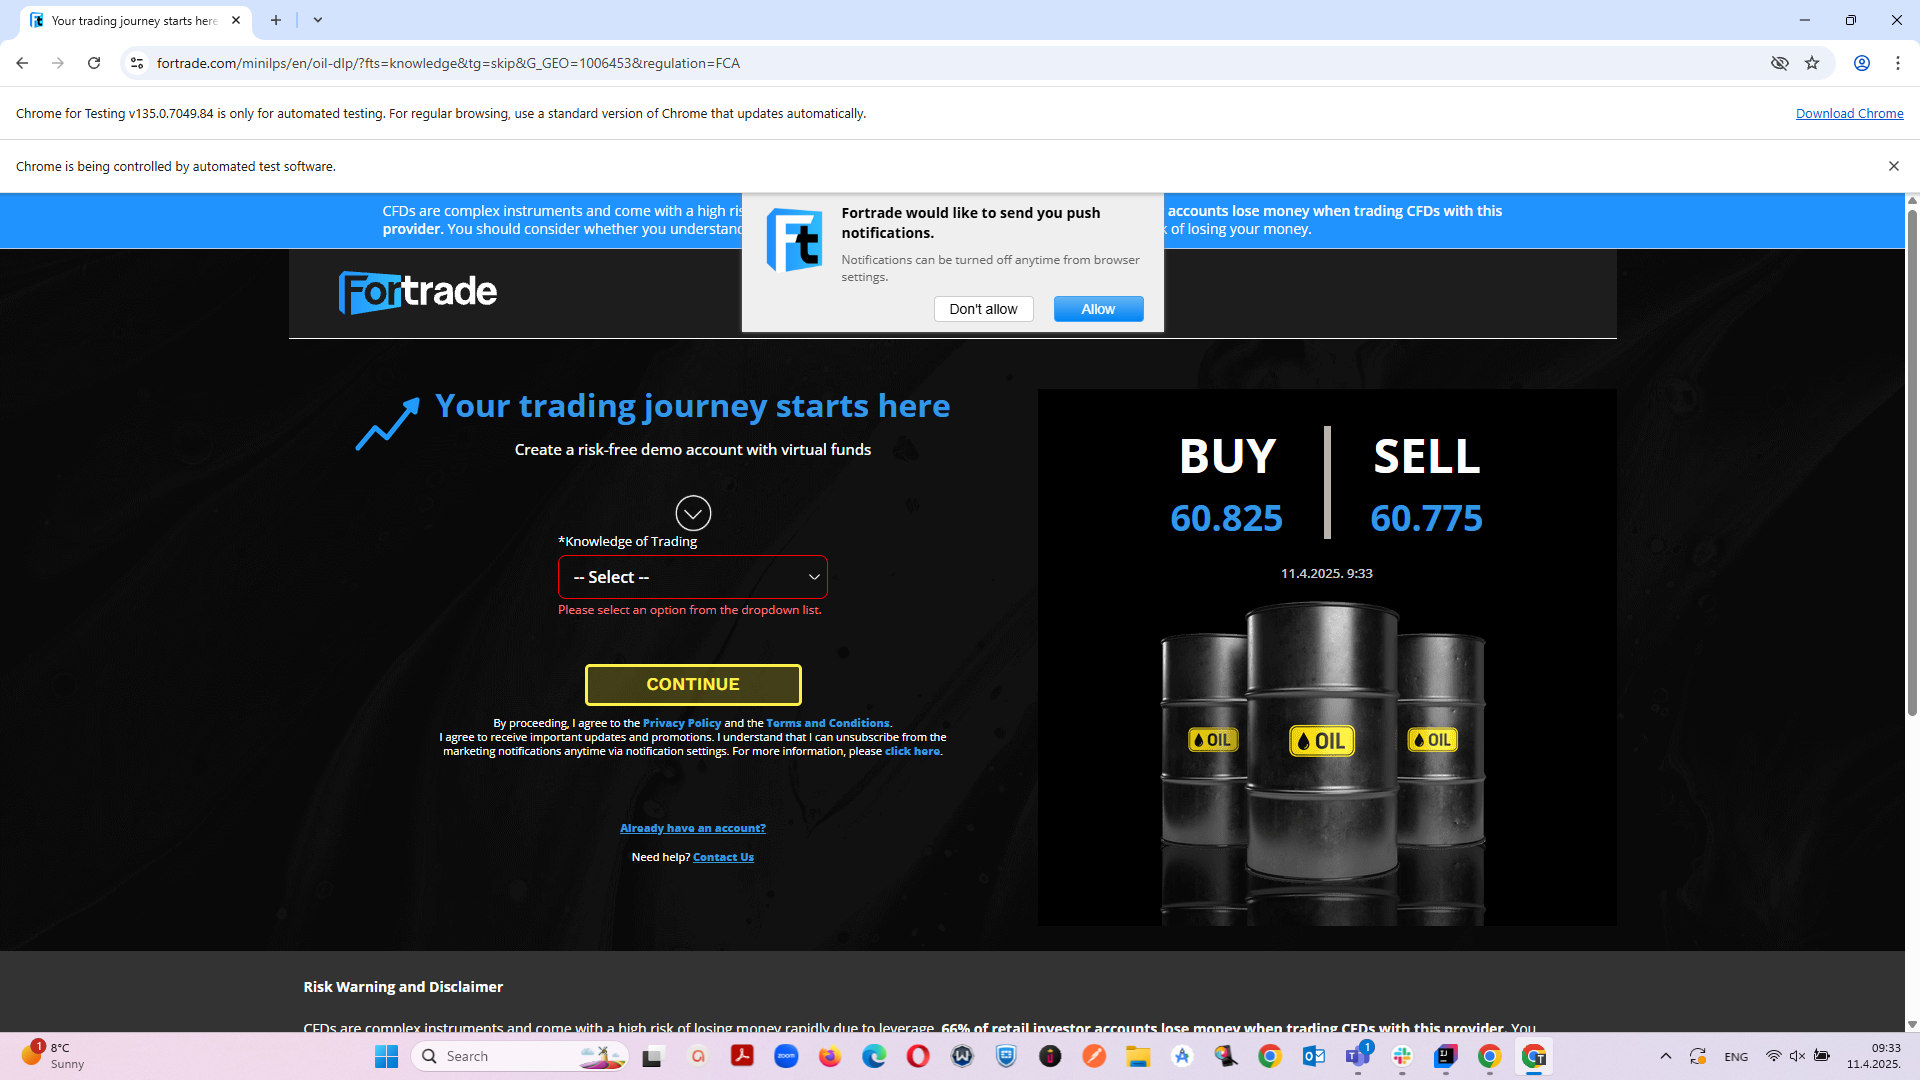 Your trading journey starts here
fortrade.com/minilps/en/oil-dlp/?fts=knowledge&tg=skip&G_GEO=1006453&regulation=FCA
Chrome for Testing v135.0.7049.84 is only for automated testing. For regular browsing, use a standard version of Chrome that updates automatically.
Download Chrome
Chrome is being controlled by automated test software.
CFDs are complex instruments and come with a high ris
accounts lose money when trading CFDs with this
provider. You should consider whether you understand
of losing your money.
Ft
Fortrade would like to send you push
notifications.
Notifications can be turned off anytime from browser
settings.
Don't allow
Allow
Fortrade
Your trading journey starts here
Create a risk-free demo account with virtual funds
*Knowledge of Trading
-- Select --
Please select an option from the dropdown list.
CONTINUE
By proceeding, I agree to the Privacy Policy and the Terms and Conditions.
I agree to receive important updates and promotions. I understand that I can unsubscribe from the
marketing notifications anytime via notification settings. For more information, please click here.
Already have an account?
Need help? Contact Us
BUY
SELL
60.825
60.775
11.4.2025. 9:33
OIL
OIL
OIL
Risk Warning and Disclaimer
CFDs are complex instruments and come with a high risk of losing money rapidly due to leverage. 66% of retail investor accounts lose money when trading CFDs with this provider. You
1
8°C
Sunny
Search
zoom
1
ENG
09:33
11.4.2025.